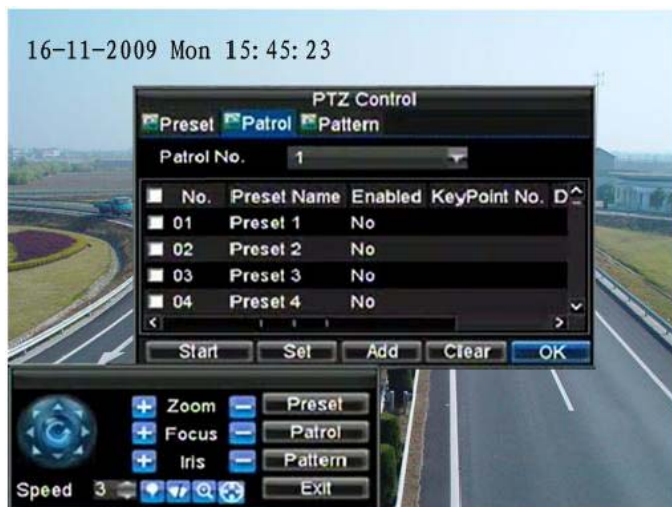 16-11-2009 Mon 15:45:23
PTZ Control
Preset Patrol Pattern
Patrol No. 1
No. Preset Name Enabled KeyPoint No. D
01 Preset 1 No
02 Preset 2 No
03 Preset 3 No
04 Preset 4 No
Start Set Add Clear OK
Zoom Preset
Focus Patrol
Iris Pattern
Speed 3 Exit